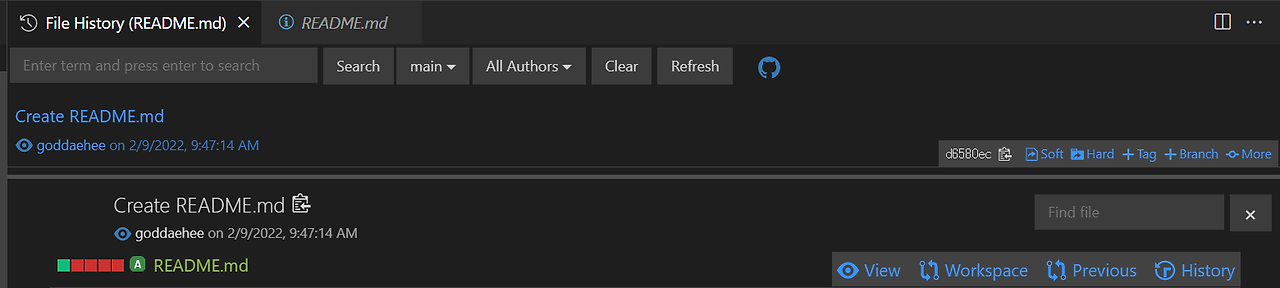 File History (README.md) README.md
Enter term and press enter to search Search main All Authors Clear Refresh
Create README.md
goddaehee on 2/9/2022, 9:47:14 AM
d6580ec Soft Hard +Tag +Branch More
Create README.md
Find file
goddaehee on 2/9/2022, 9:47:14 AM
A README.md
View Workspace Previous History